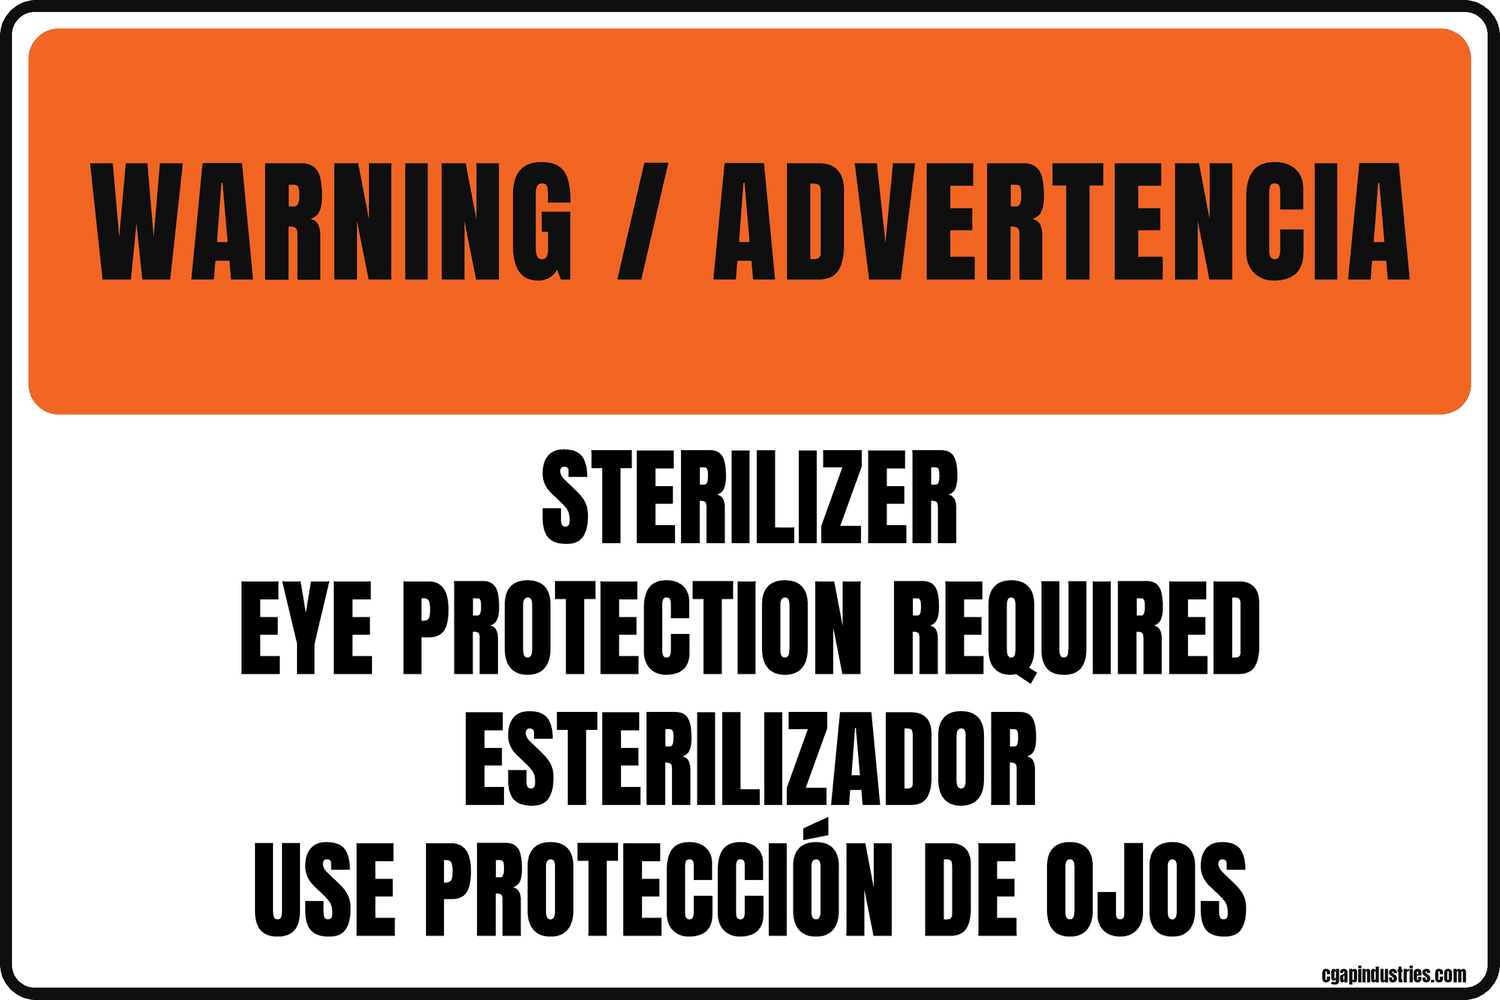 WARNING / ADVERTENCIA
STERILIZER
EYE PROTECTION REQUIRED
ESTERILIZADOR
USE PROTECCIÓN DE OJOS
cgapindustries.com